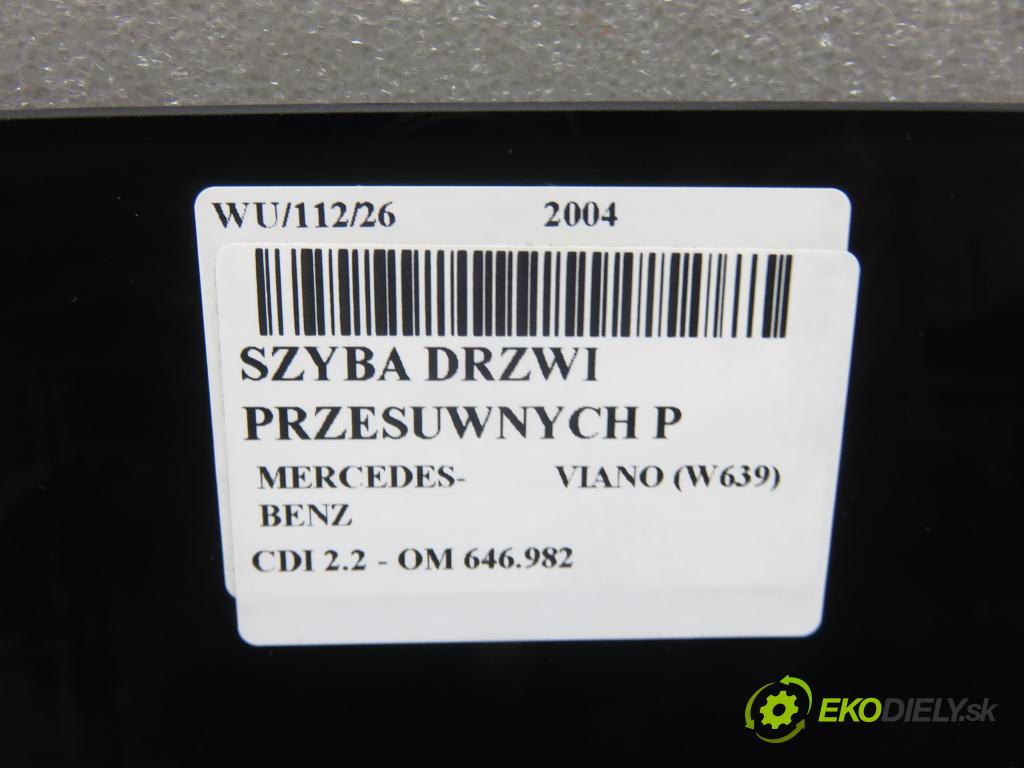 WU/112/26 2004
SZYBA DRZWI
PRZESUWNYCH P
MERCEDES- VIANO (W639)
BENZ
CDI 2.2 - OM 646.982
EKODIELY.sk